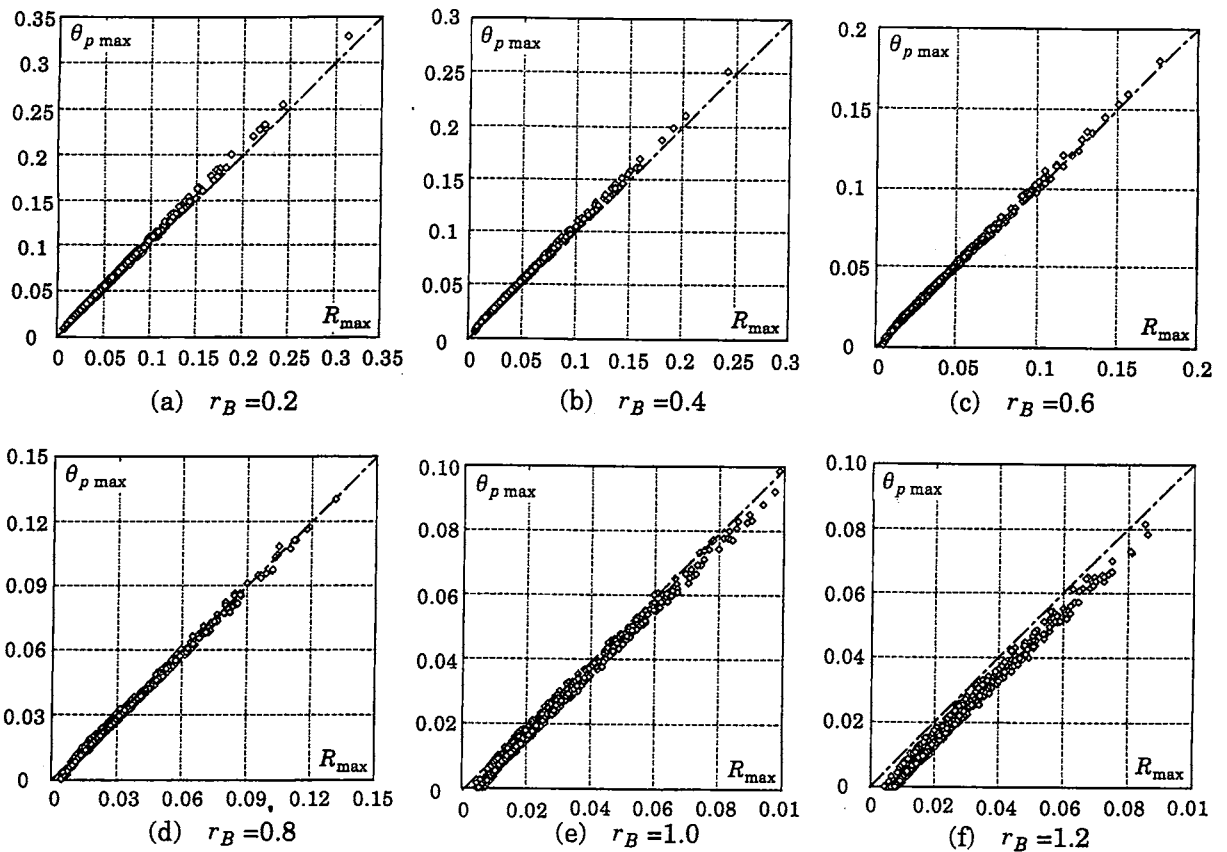 0.35
θp max
0.3
0.25
0.2
0.15
0.1
0.05
0
Rmax
0 0.05 0.1 0.15 0.2 0.25 0.3 0.35
(a) rB =0.2
0.3
θp max
0.25
0.2
0.15
0.1
0.05
0
Rmax
0 0.05 0.1 0.15 0.2 0.25 0.3
(b) rB =0.4
0.2
θp max
0.15
0.1
0.05
0
Rmax
0 0.05 0.1 0.15 0.2
(c) rB =0.6
0.15
θp max
0.12
0.09
0.06
0.03
0
Rmax
0 0.03 0.06 0.09 0.12 0.15
(d) rB =0.8
0.10
θp max
0.08
0.06
0.04
0.02
0
Rmax
0 0.02 0.04 0.06 0.08 0.01
(e) rB =1.0
0.10
θp max
0.08
0.06
0.04
0.02
0
Rmax
0 0.02 0.04 0.06 0.08 0.01
(f) rB =1.2